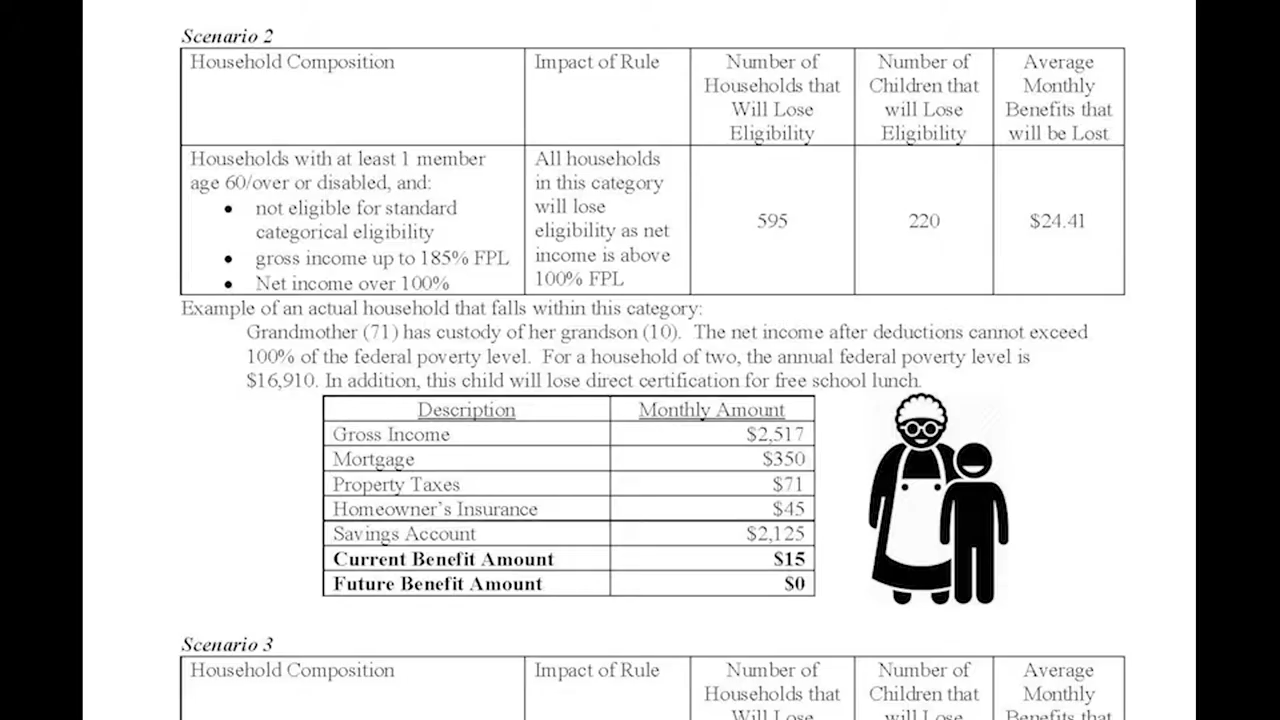 Scenario 2
Household Composition
Impact of Rule
Number of
Households that
Will Lose
Eligibility
Number of
Children that
will Lose
Eligibility
Average
Monthly
Benefits that
will be Lost
Households with at least 1 member
age 60/over or disabled, and:
• not eligible for standard
categorical eligibility
• gross income up to 185% FPL
• Net income over 100%
All households
in this category
will lose
eligibility as net
income is above
100% FPL
595
220
$24.41
Example of an actual household that falls within this category:
Grandmother (71) has custody of her grandson (10). The net income after deductions cannot exceed
100% of the federal poverty level. For a household of two, the annual federal poverty level is
$16,910. In addition, this child will lose direct certification for free school lunch.
Description Monthly Amount
Gross Income $2,517
Mortgage $350
Property Taxes $71
Homeowner's Insurance $45
Savings Account $2,125
Current Benefit Amount $15
Future Benefit Amount $0
Scenario 3
Household Composition
Impact of Rule
Number of
Households that
Will Lose
Number of
Children that
will Lose
Average
Monthly
Benefits that